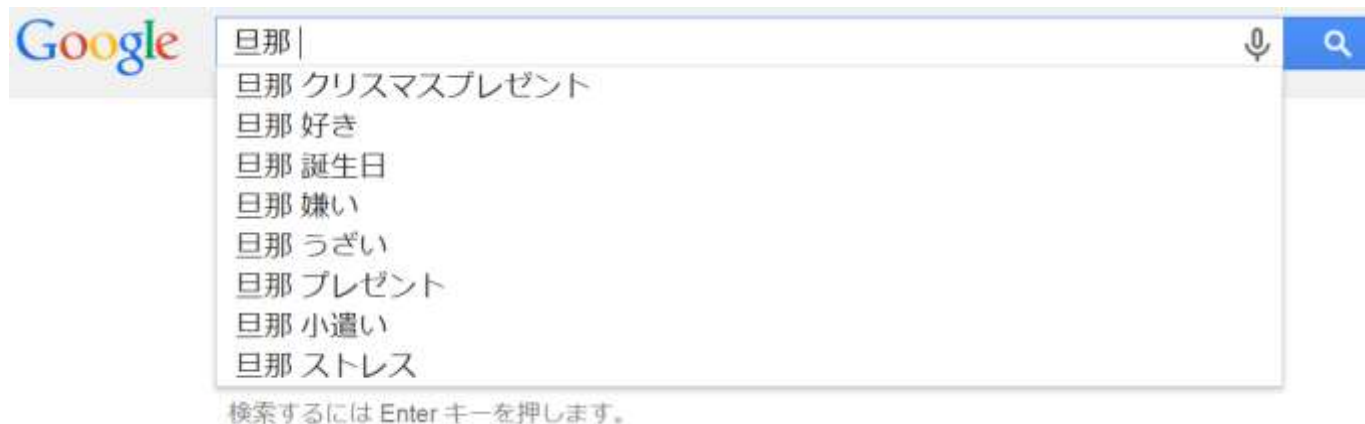 Google 旦那
旦那 クリスマスプレゼント
旦那 好き
旦那 誕生日
旦那 嫌い
旦那 うざい
旦那 プレゼント
旦那 小遣い
旦那 ストレス
検索するには Enter キーを押します。